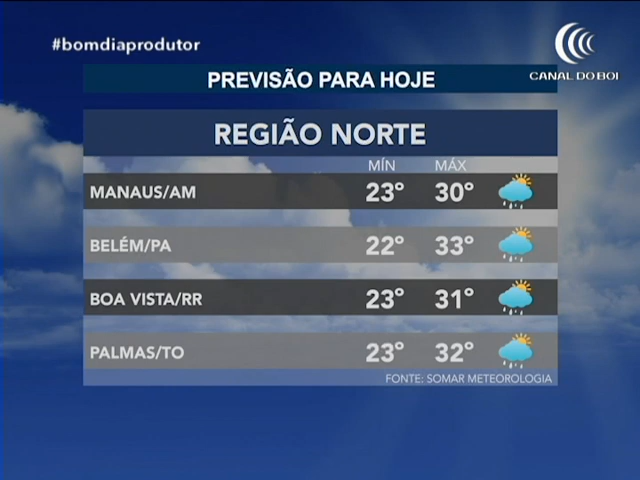 #bomdiaprodutor
CANAL DO BOI
PREVISÃO PARA HOJE
REGIÃO NORTE
MÍN MÁX
MANAUS/AM 23° 30°
BELÉM/PA 22° 33°
BOA VISTA/RR 23° 31°
PALMAS/TO 23° 32°
FONTE: SOMAR METEOROLOGIA